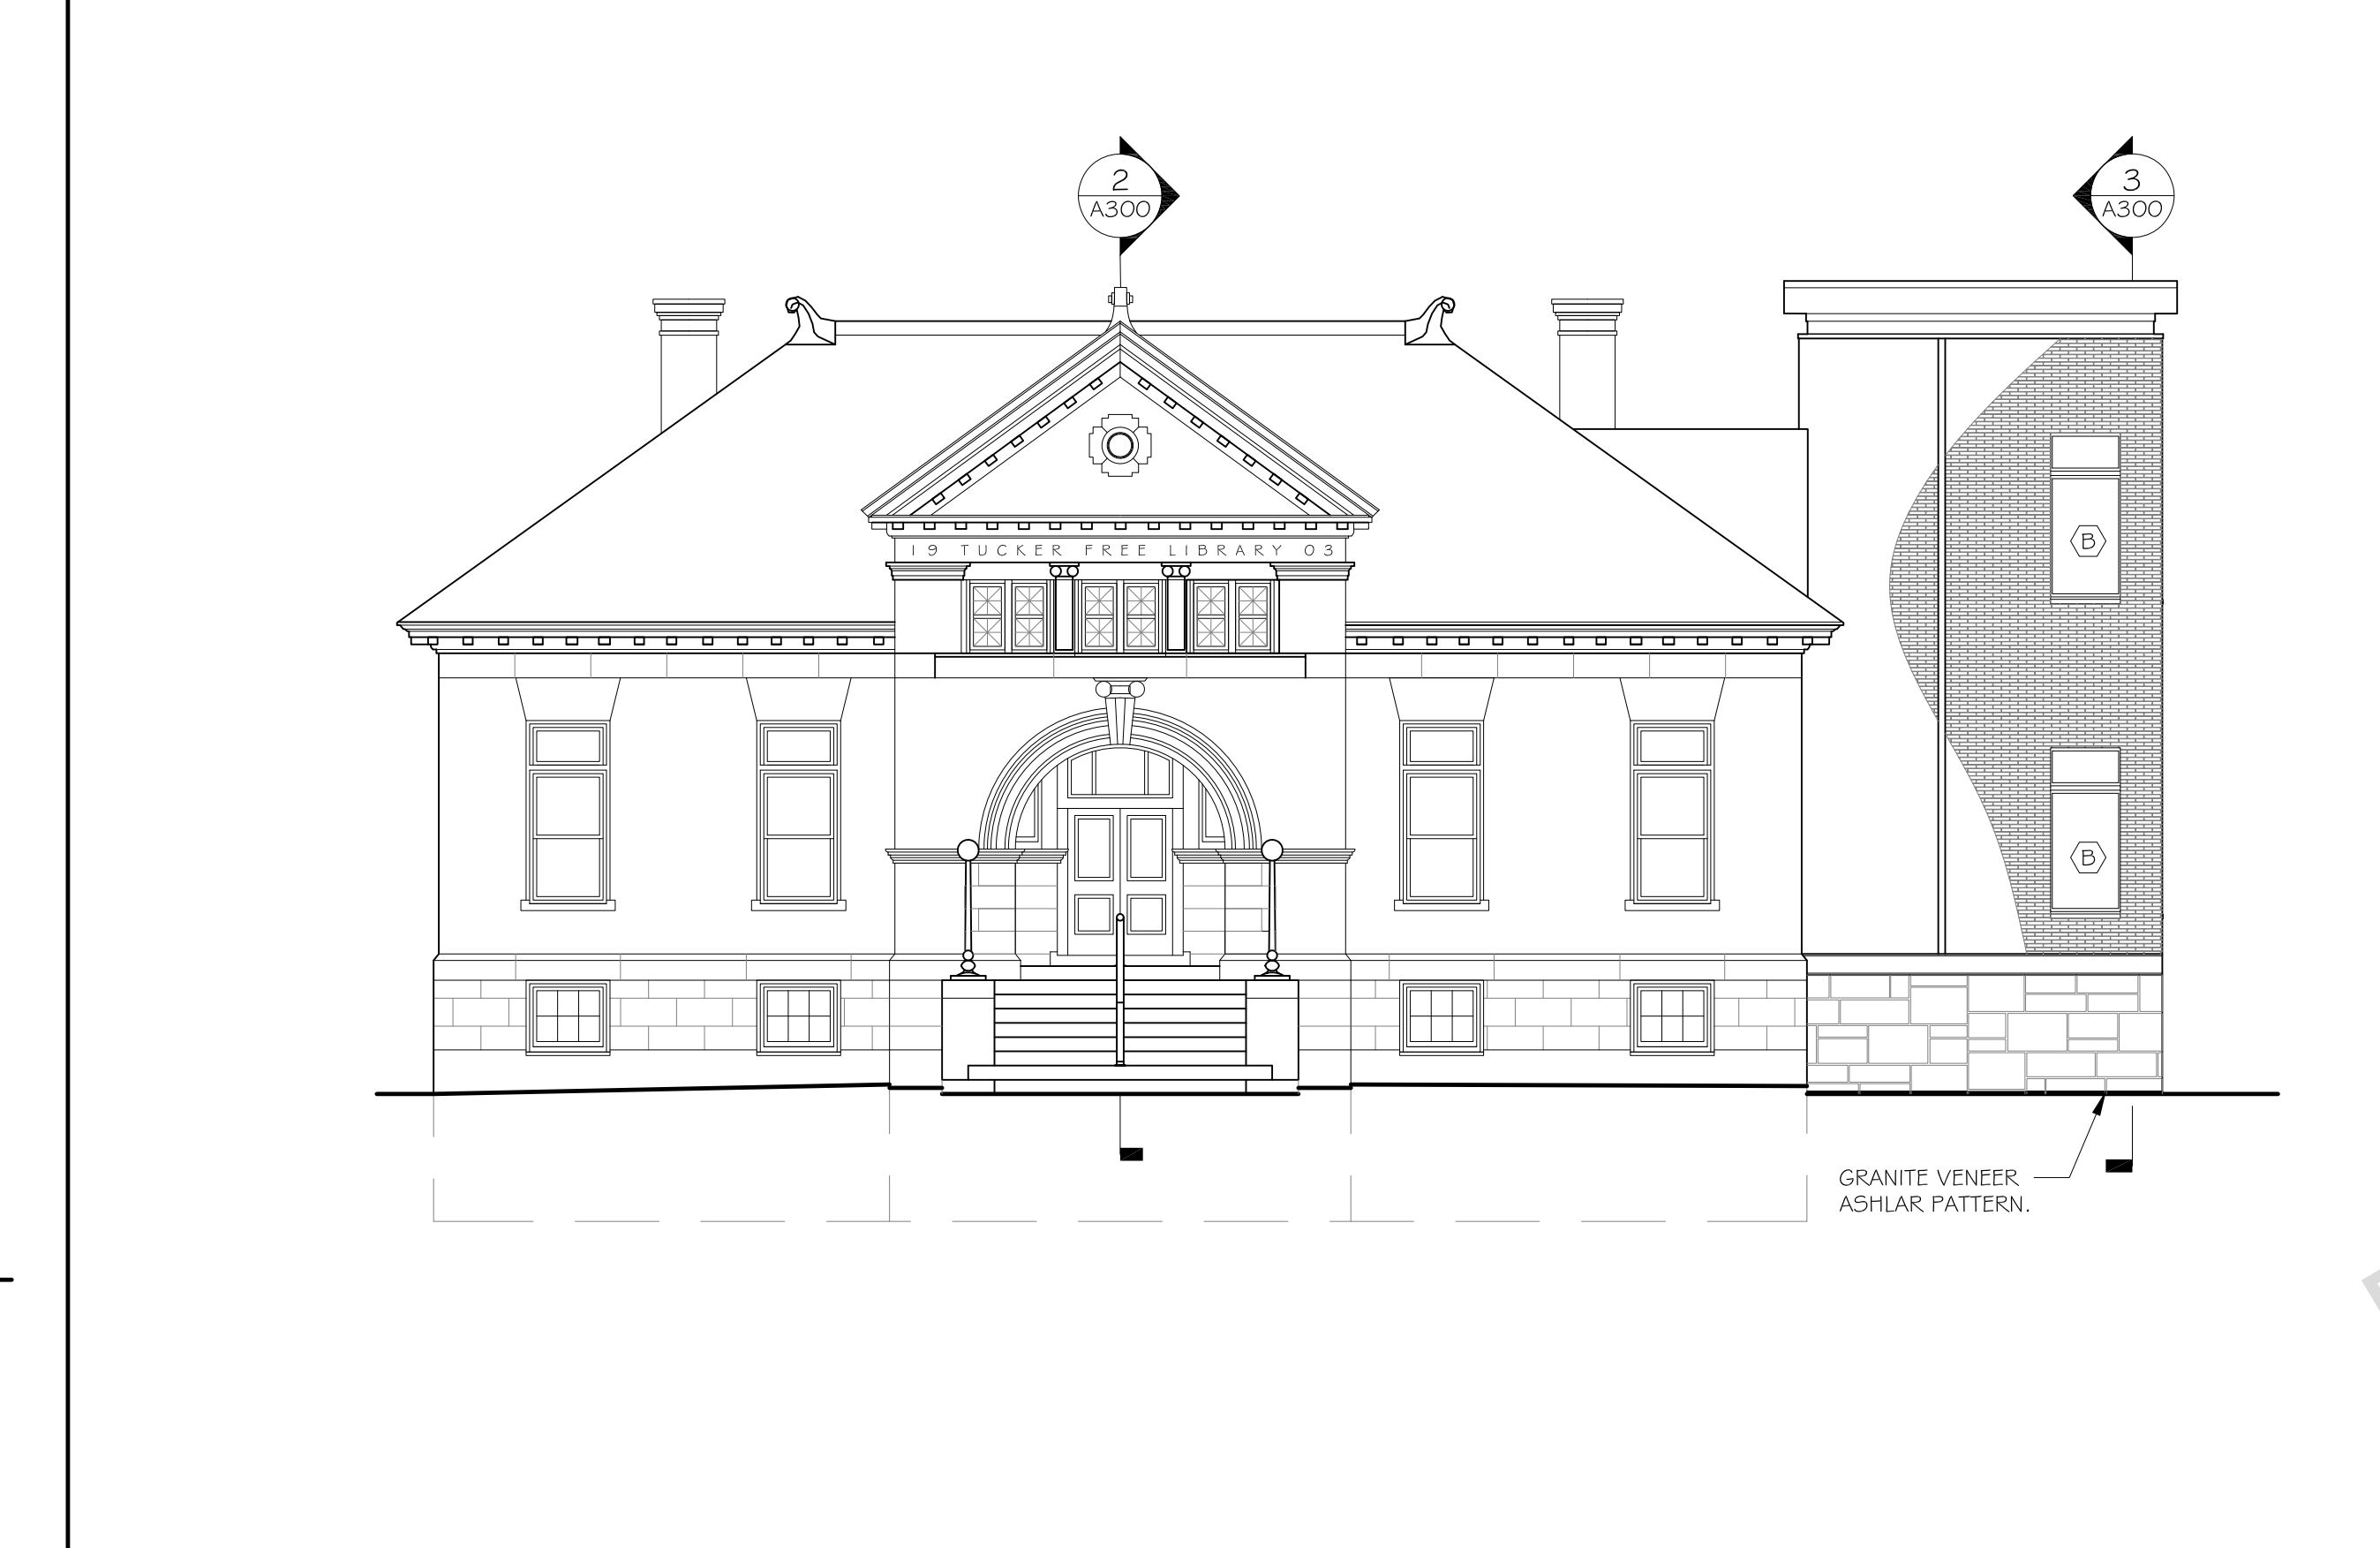 2
A300
3
A300
19 TUCKER FREE LIBRARY 03
B
B
GRANITE VENEER
ASHLAR PATTERN.